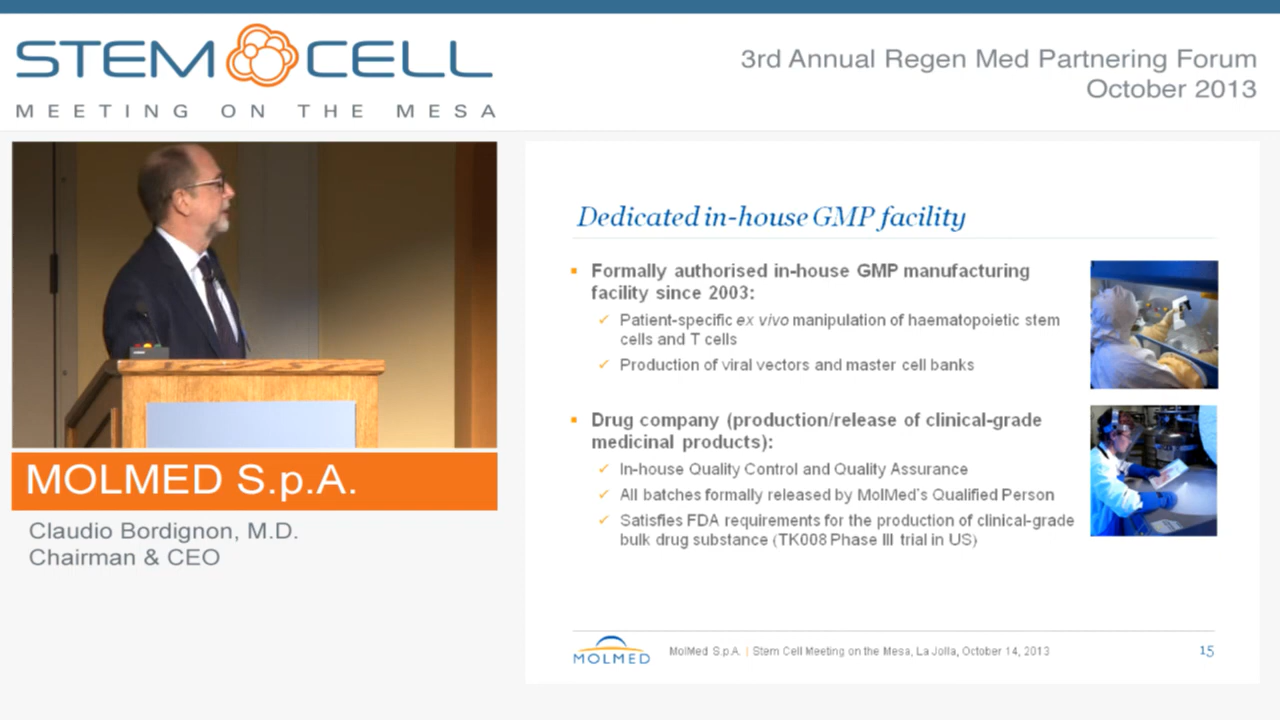 STEM CELL
MEETING ON THE MESA
3rd Annual Regen Med Partnering Forum
October 2013
MOLMED S.p.A.
Claudio Bordignon, M.D.
Chairman & CEO
Dedicated in-house GMP facility
Formally authorised in-house GMP manufacturing
facility since 2003:
Patient-specific ex vivo manipulation of haematopoietic stem
cells and T cells
Production of viral vectors and master cell banks
Drug company (production/release of clinical-grade
medicinal products):
In-house Quality Control and Quality Assurance
All batches formally released by MolMed's Qualified Person
Satisfies FDA requirements for the production of clinical-grade
bulk drug substance (TK008 Phase III trial in US)
MOLMED
MolMed S.p.A. | Stem Cell Meeting on the Mesa, La Jolla, October 14, 2013
15